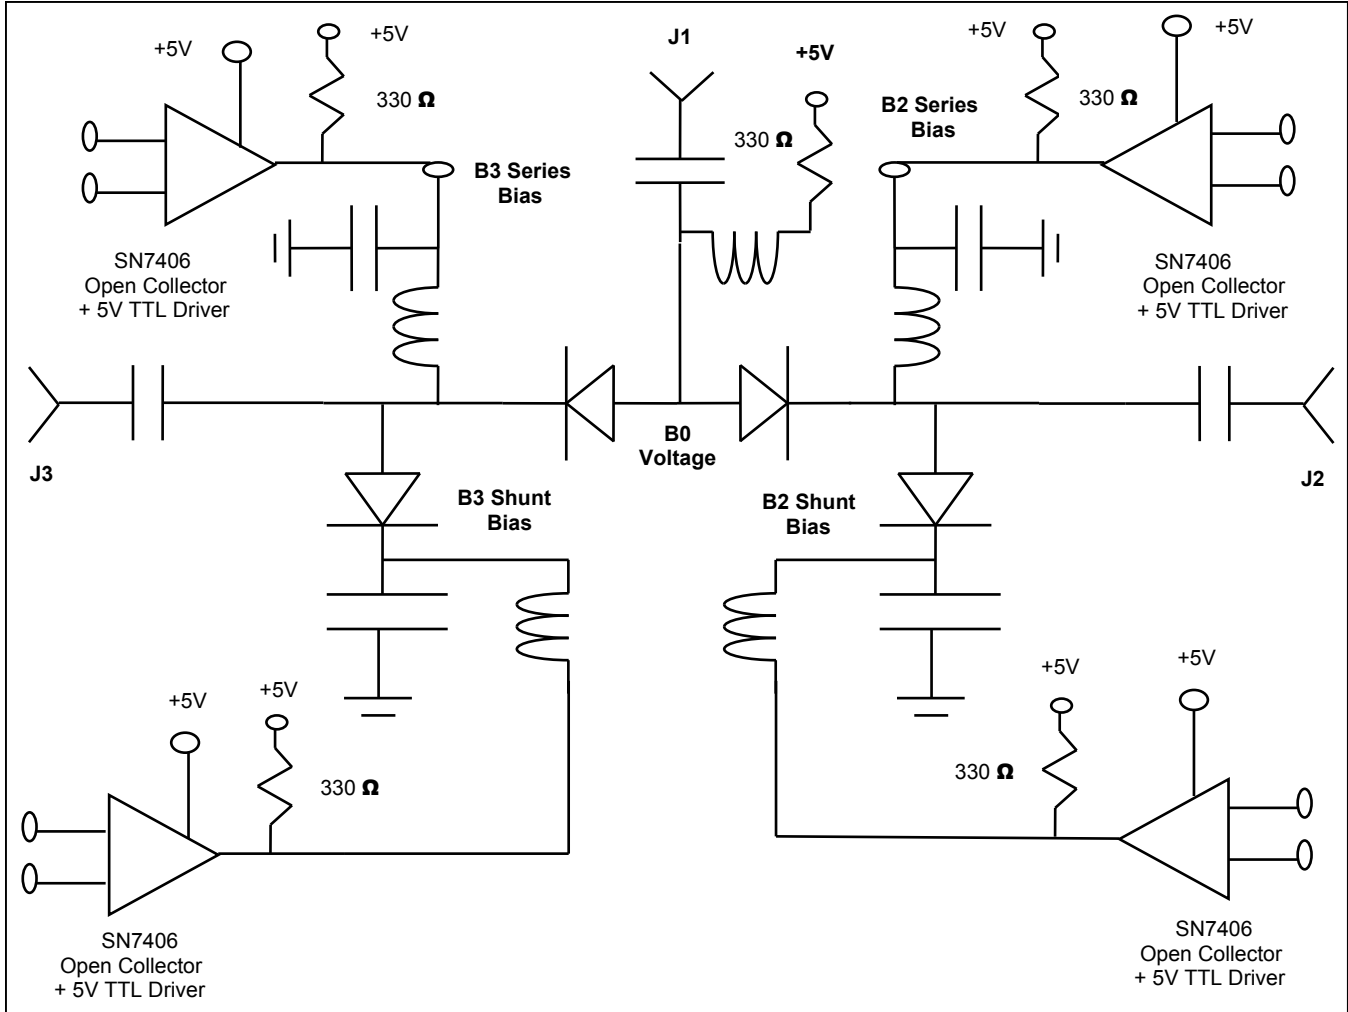 +5V
+5V
330 Ω
B3 Series
Bias
SN7406
Open Collector
+ 5V TTL Driver
J1
+5V
330 Ω
B2 Series
Bias
+5V
+5V
330 Ω
SN7406
Open Collector
+ 5V TTL Driver
J3
B0
Voltage
J2
B3 Shunt
Bias
B2 Shunt
Bias
+5V
+5V
330 Ω
SN7406
Open Collector
+ 5V TTL Driver
+5V
+5V
330 Ω
SN7406
Open Collector
+ 5V TTL Driver